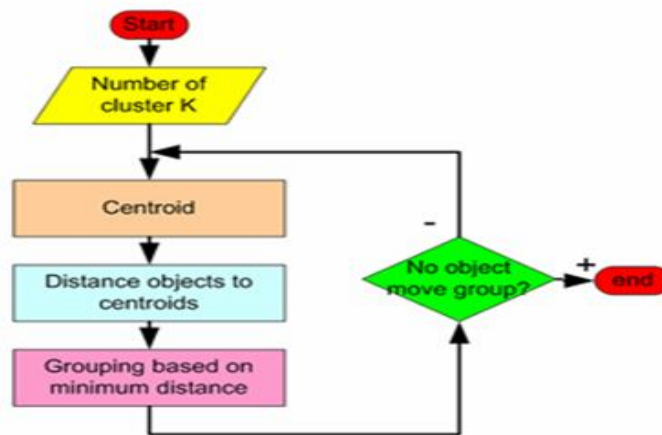 Start
Number of
cluster K
Centroid
-
No object
move group?
+
end
Distance objects to
centroids
Grouping based on
minimum distance